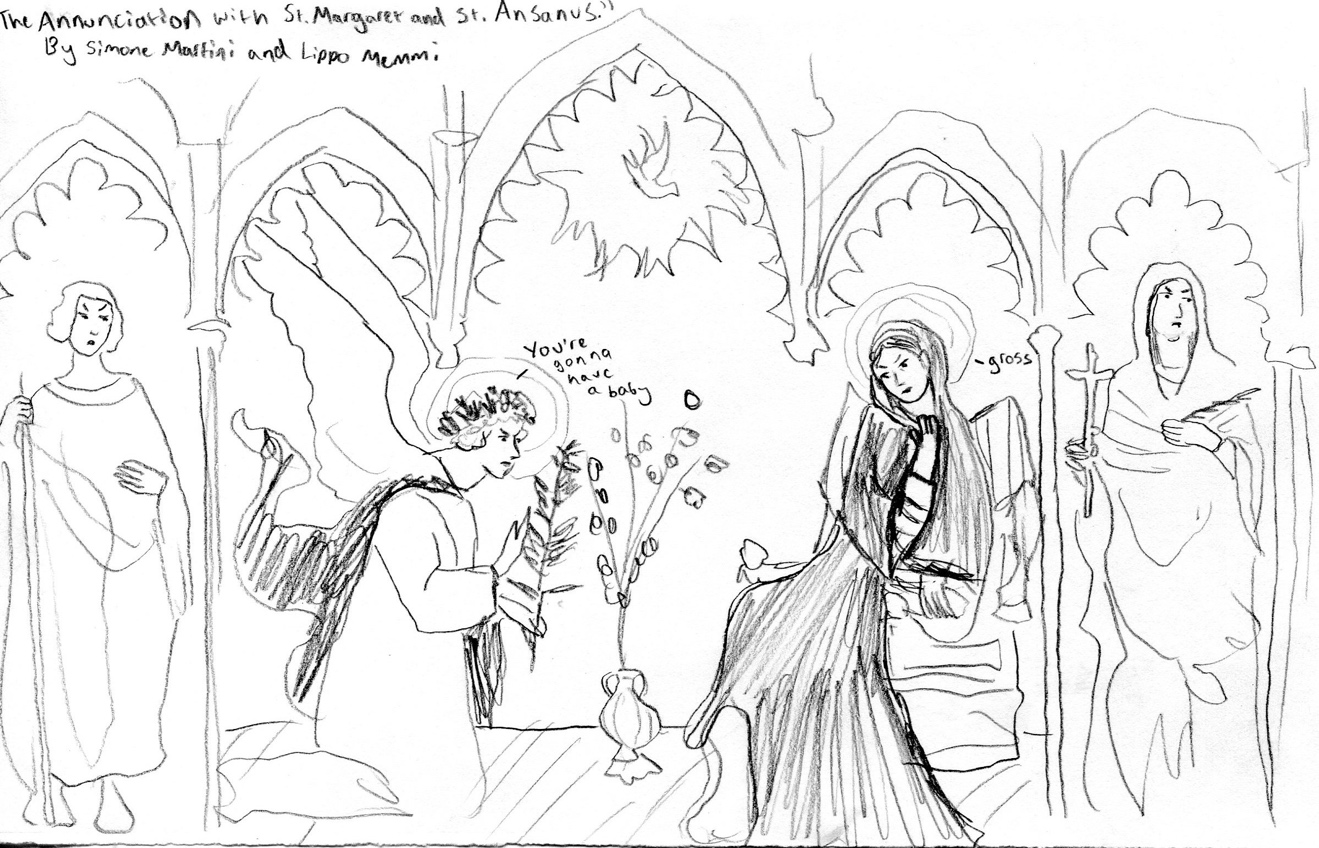 The Annunciation with St. Margaret and St. Ansanus."
By Simone Martini and Lippo Memmi
You're
gonna
have
a baby
-gross